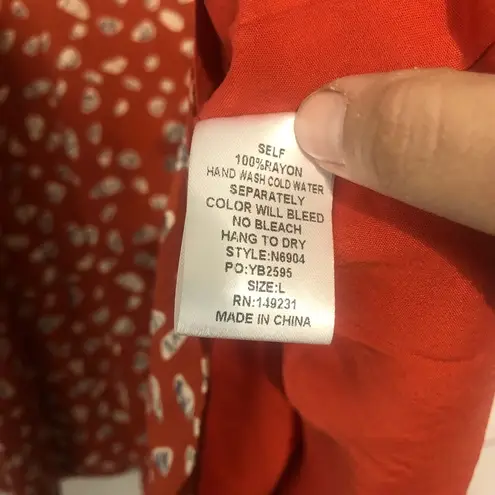 SELF
100%RAYON
HAND WASH COLD WATER
SEPARATELY
COLOR WILL BLEED
NO BLEACH
HANG TO DRY
STYLE:N6904
PO:YB2595
SIZE:L
RN:149231
MADE IN CHINA